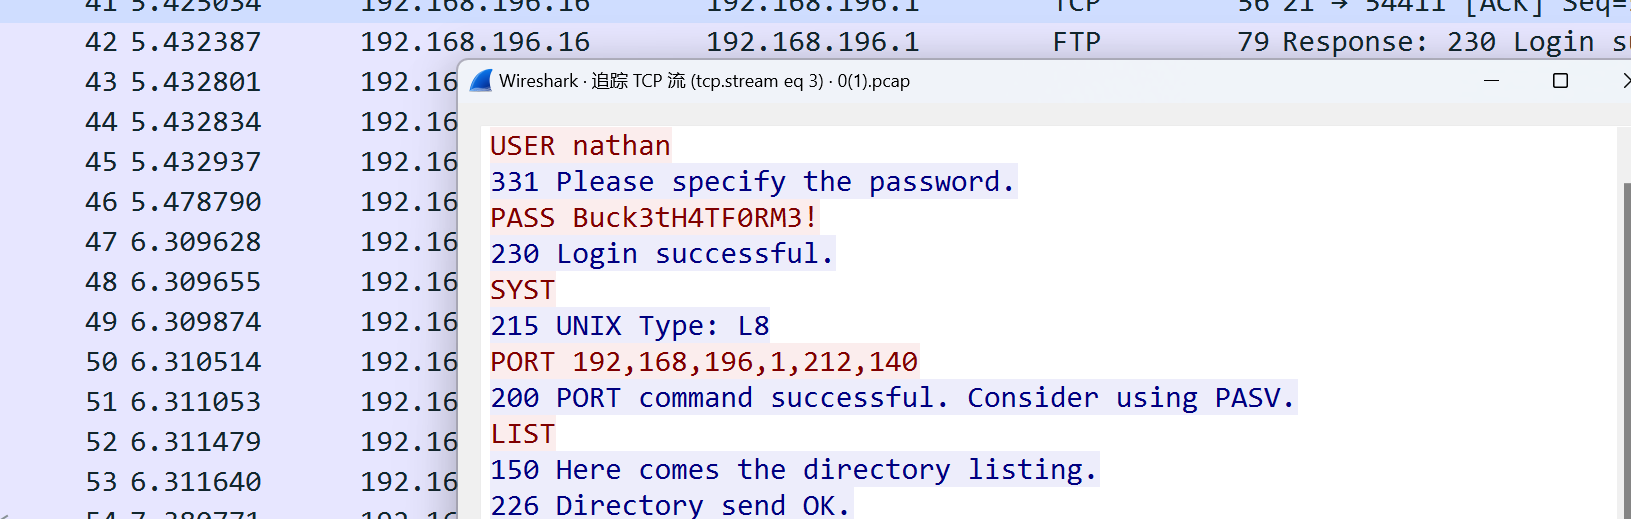 41 5.425034 192.168.196.16 192.168.196.1 TCP 56 21 → 54411 [ACK] Seq=
42 5.432387 192.168.196.16 192.168.196.1 FTP 79 Response: 230 Login
43 5.432801 192.16
Wireshark · 追踪 TCP 流 (tcp.stream eq 3) · 0(1).pcap
44 5.432834 192.16
USER nathan
45 5.432937 192.16
331 Please specify the password.
46 5.478790 192.16
PASS Buck3tH4TF0RM3!
47 6.309628 192.16
230 Login successful.
48 6.309655 192.16
SYST
49 6.309874 192.16
215 UNIX Type: L8
50 6.310514 192.16
PORT 192,168,196,1,212,140
51 6.311053 192.16
200 PORT command successful. Consider using PASV.
52 6.311479 192.16
LIST
53 6.311640 192.16
150 Here comes the directory listing.
54 7.380771 192.16
226 Directory send OK.